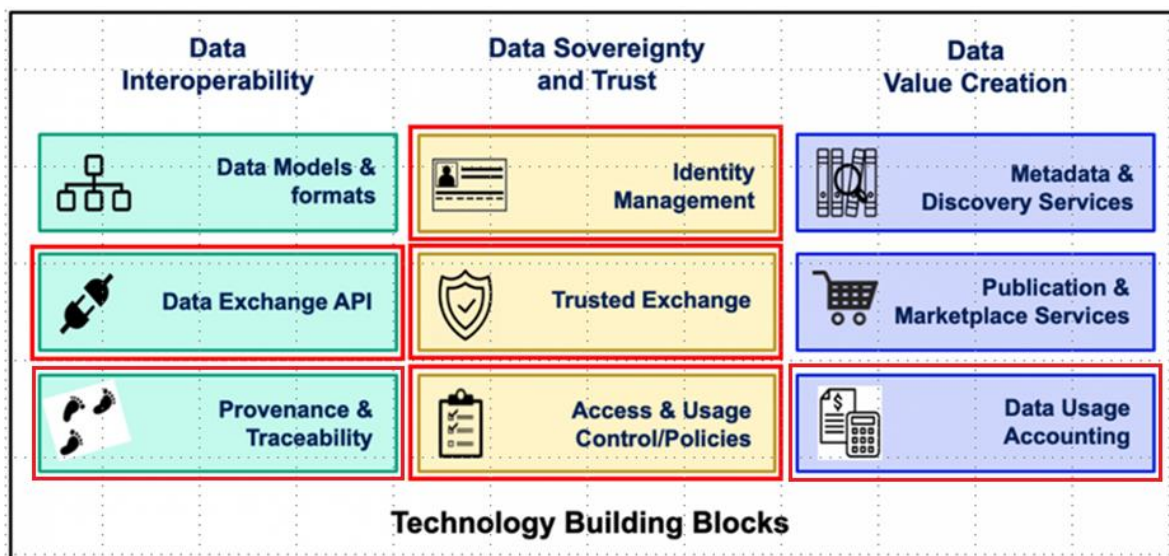 Data
Interoperability
Data Sovereignty
and Trust
Data
Value Creation
Data Models &
formats
Identity
Management
Metadata &
Discovery Services
Data Exchange API
Trusted Exchange
Publication &
Marketplace Services
Provenance &
Traceability
Access & Usage
Control/Policies
$
Data Usage
Accounting
Technology Building Blocks